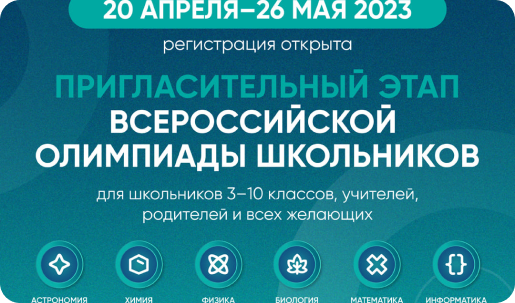 20 АПРЕЛЯ–26 МАЯ 2023
регистрация открыта
ПРИГЛАСИТЕЛЬНЫЙ ЭТАП
ВСЕРОССИЙСКОЙ
ОЛИМПИАДЫ ШКОЛЬНИКОВ
для школьников 3–10 классов, учителей,
родителей и всех желающих
АСТРОНОМИЯ ХИМИЯ ФИЗИКА БИОЛОГИЯ МАТЕМАТИКА ИНФОРМАТИКА